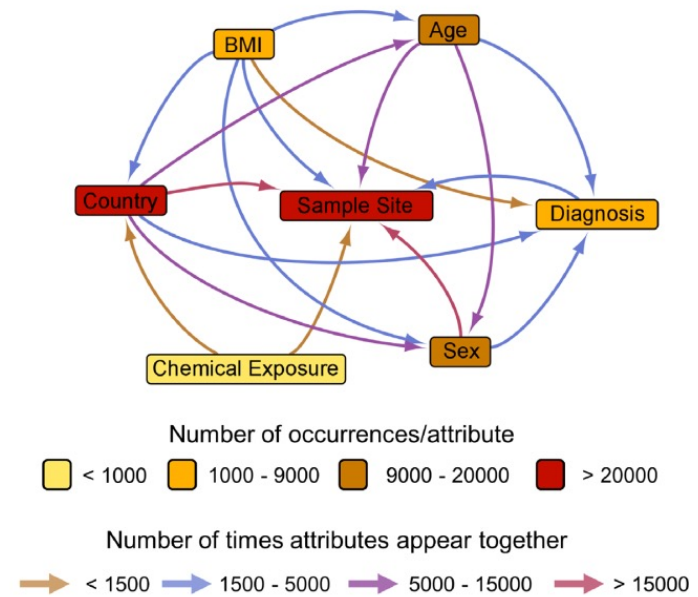 BMI
Age
Country
Sample Site
Diagnosis
Sex
Chemical Exposure
Number of occurrences/attribute
< 1000 1000 - 9000 9000 - 20000 > 20000
Number of times attributes appear together
< 1500 1500 - 5000 5000 - 15000 > 15000